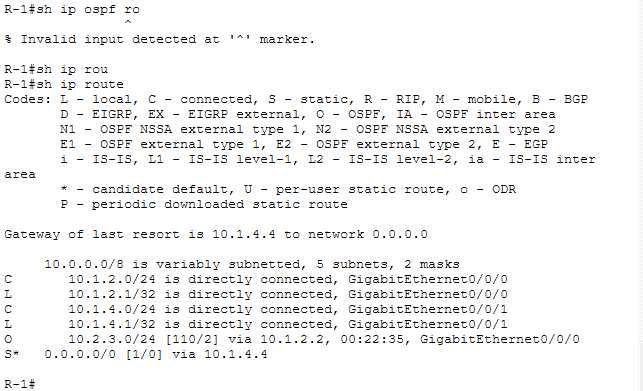 R-1#sh ip ospf ro
^
% Invalid input detected at '^' marker.
R-1#sh ip rou
R-1#sh ip route
Codes: L - local, C - connected, S - static, R - RIP, M - mobile, B - BGP
D - EIGRP, EX - EIGRP external, O - OSPF, IA - OSPF inter area
N1 - OSPF NSSA external type 1, N2 - OSPF NSSA external type 2
E1 - OSPF external type 1, E2 - OSPF external type 2, E - EGP
i - IS-IS, L1 - IS-IS level-1, L2 - IS-IS level-2, ia - IS-IS inter
area
* - candidate default, U - per-user static route, o - ODR
P - periodic downloaded static route
Gateway of last resort is 10.1.4.4 to network 0.0.0.0
10.0.0.0/8 is variably subnetted, 5 subnets, 2 masks
C 10.1.2.0/24 is directly connected, GigabitEthernet0/0/0
L 10.1.2.1/32 is directly connected, GigabitEthernet0/0/0
C 10.1.4.0/24 is directly connected, GigabitEthernet0/0/1
L 10.1.4.1/32 is directly connected, GigabitEthernet0/0/1
O 10.2.3.0/24 [110/2] via 10.1.2.2, 00:22:35, GigabitEthernet0/0/0
S* 0.0.0.0/0 [1/0] via 10.1.4.4
R-1#